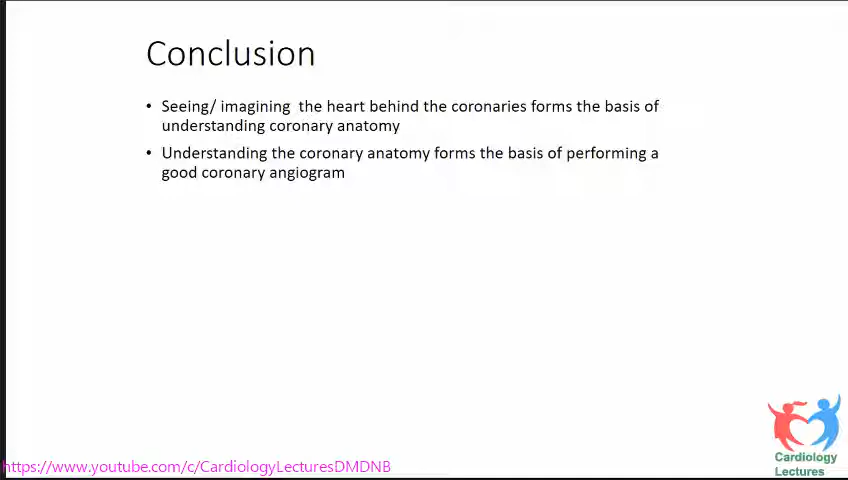 Conclusion
• Seeing/ imagining the heart behind the coronaries forms the basis of
understanding coronary anatomy
• Understanding the coronary anatomy forms the basis of performing a
good coronary angiogram
https://www.youtube.com/c/CardiologyLecturesDMDNB
Cardiology
Lectures